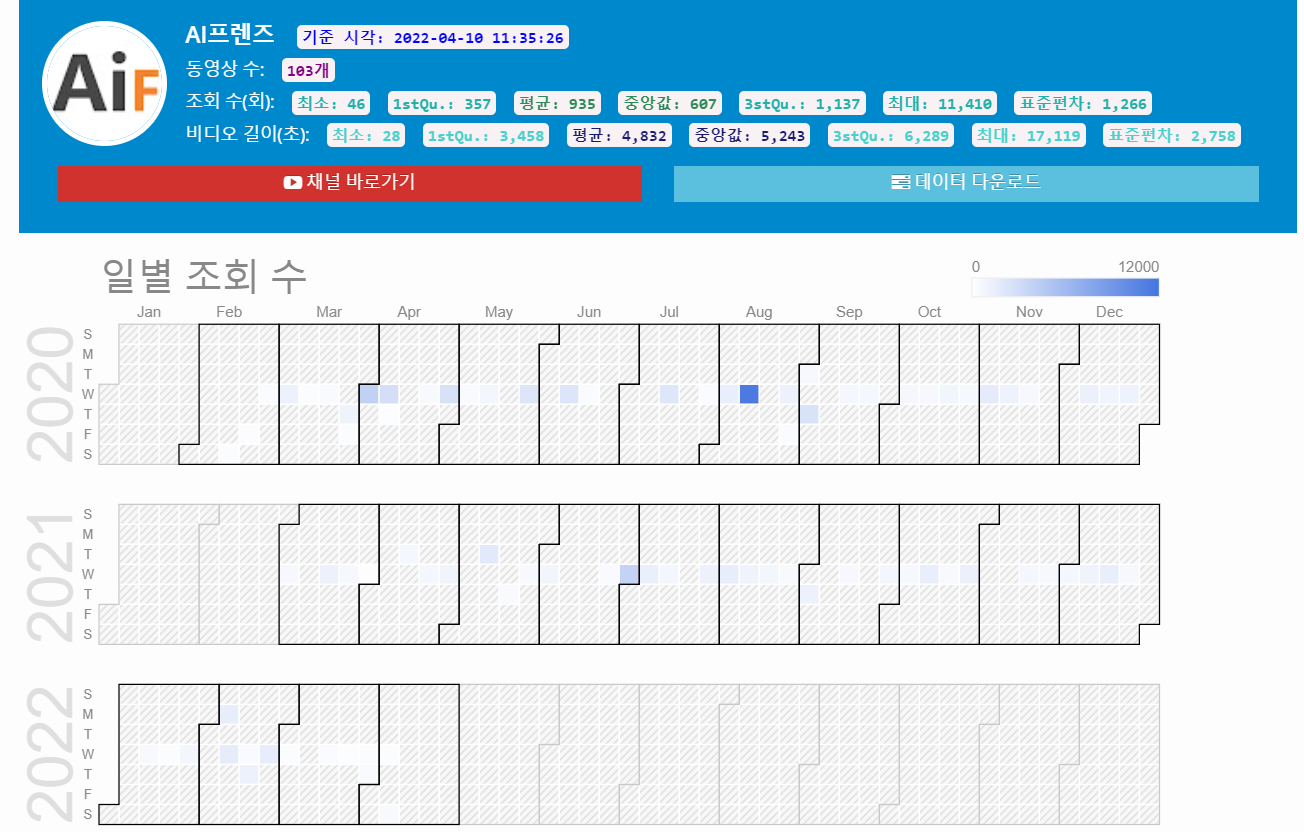 AiF
AI프렌즈 기준 시각: 2022-04-10 11:35:26
동영상 수: 103개
조회 수(회): 최소: 46 1stQu.: 357 평균: 935 중앙값: 607 3stQu.: 1,137 최대: 11,410 표준편차: 1,266
비디오 길이(초): 최소: 28 1stQu.: 3,458 평균: 4,832 중앙값: 5,243 3stQu.: 6,289 최대: 17,119 표준편차: 2,758
채널 바로가기 데이터 다운로드
일별 조회 수
0 12000
Jan Feb Mar Apr May Jun Jul Aug Sep Oct Nov Dec
2020
S
M
T
W
T
F
S
2021
S
M
T
W
T
F
S
2022
S
M
T
W
T
F
S